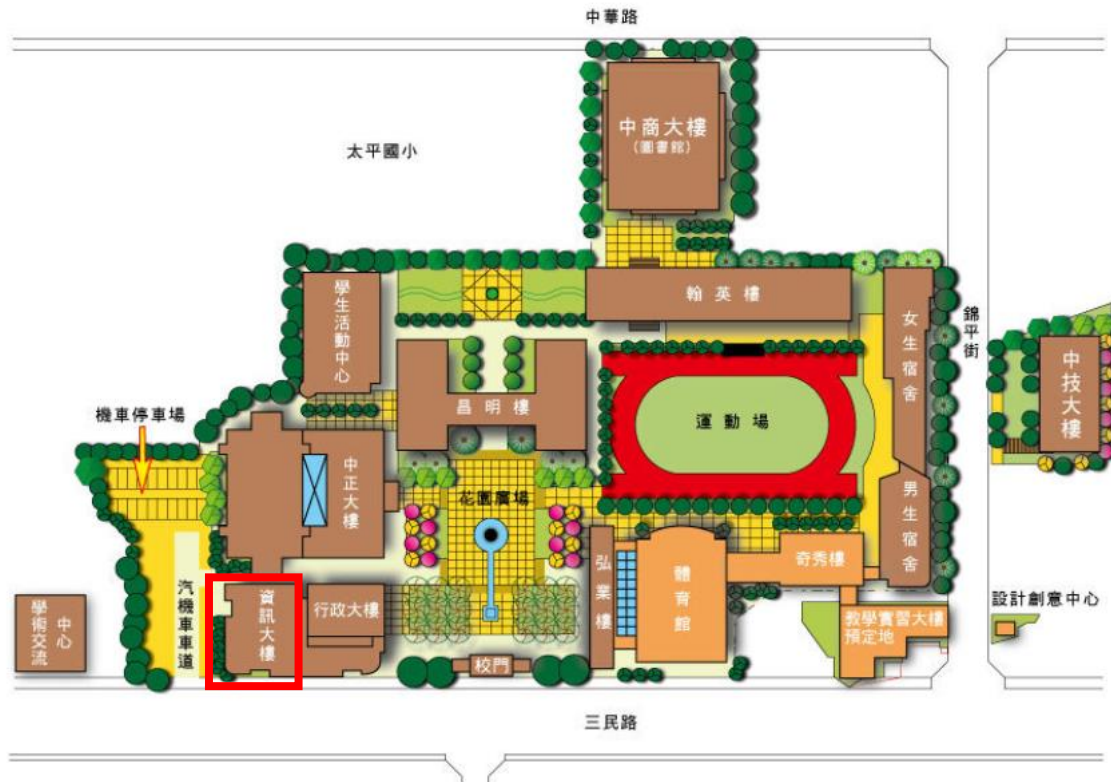 中華路
中商大樓
(圖書館)
太平國小
翰英樓
學生活動中心
女生宿舍
錦平街
中技大樓
昌明樓
運動場
機車停車場
中正大樓
花園廣場
男生宿舍
弘業樓
體育館
奇秀樓
汽機車車道
資訊大樓
行政大樓
教學實習大樓
預定地
設計創意中心
學術交流
中心
校門
三民路